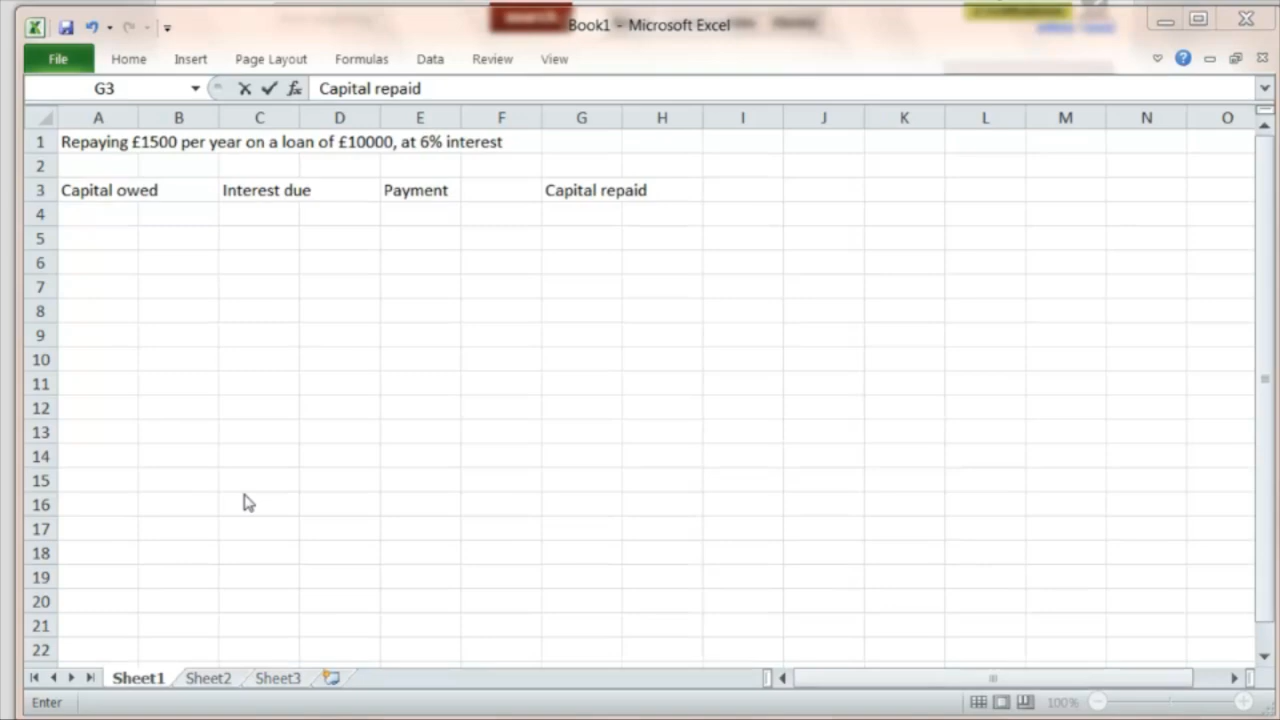 Book1 - Microsoft Excel
File Home Insert Page Layout Formulas Data Review View
G3 fx Capital repaid
A B C D E F G H I J K L M N O
1 Repaying £1500 per year on a loan of £10000, at 6% interest
2
3 Capital owed Interest due Payment Capital repaid
4
5
6
7
8
9
10
11
12
13
14
15
16
17
18
19
20
21
22
Sheet1 Sheet2 Sheet3
Enter 100%